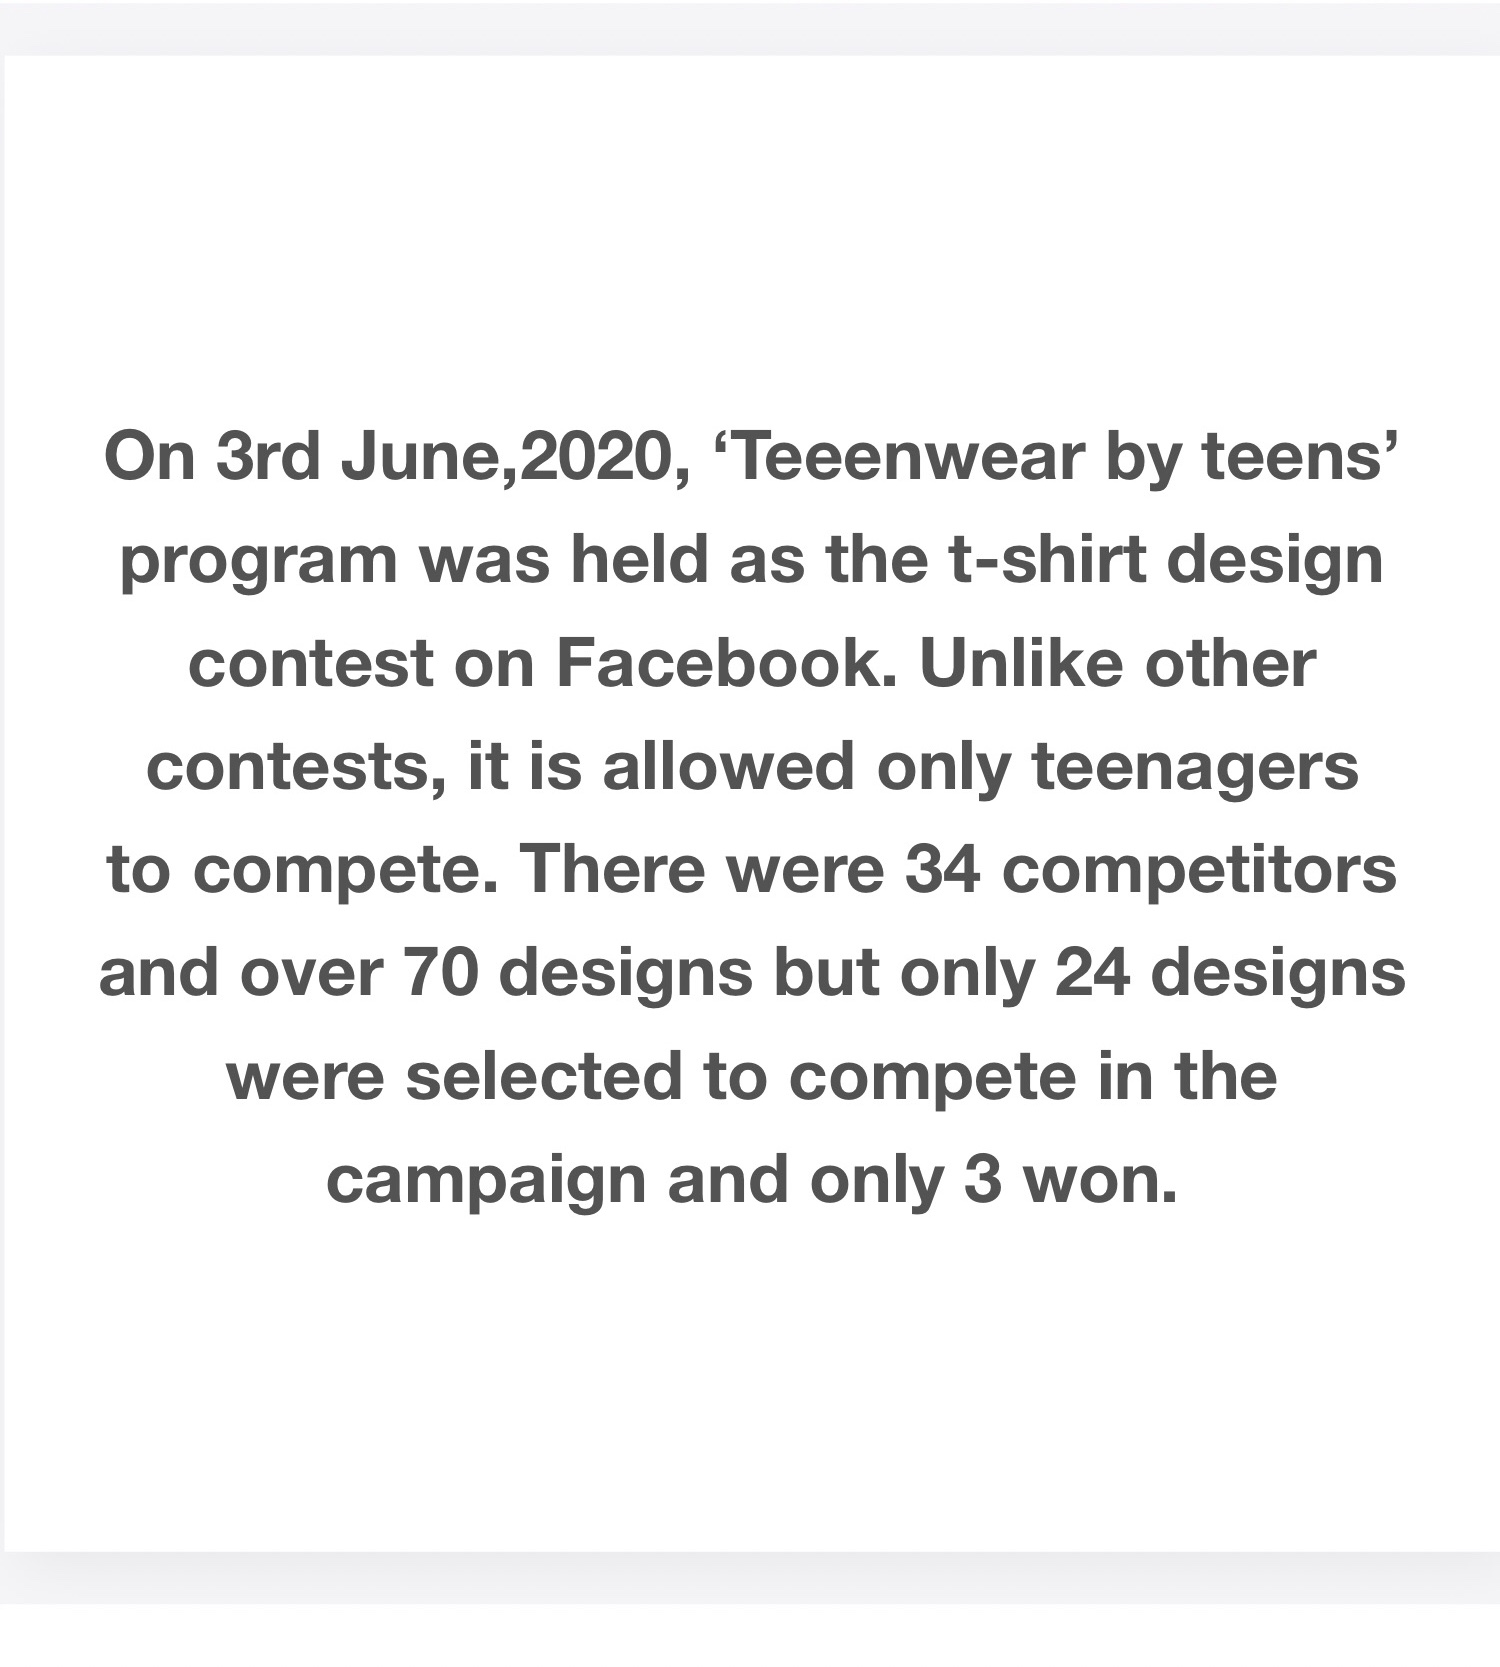 On 3rd June,2020, ‘Teeenwear by teens’
program was held as the t-shirt design
contest on Facebook. Unlike other
contests, it is allowed only teenagers
to compete. There were 34 competitors
and over 70 designs but only 24 designs
were selected to compete in the
campaign and only 3 won.